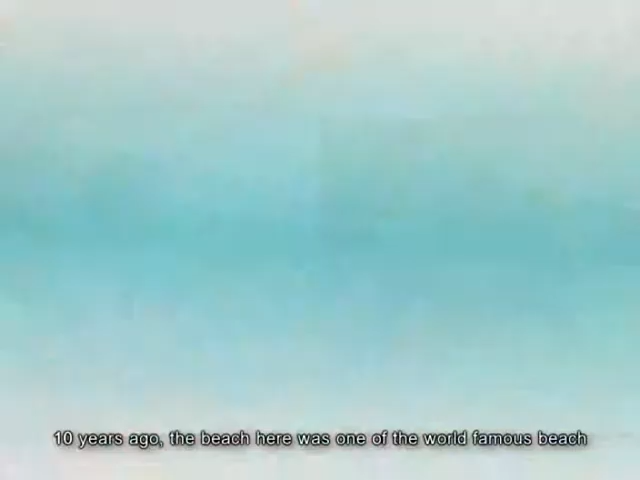 10 years ago, the beach here was one of the world famous beach